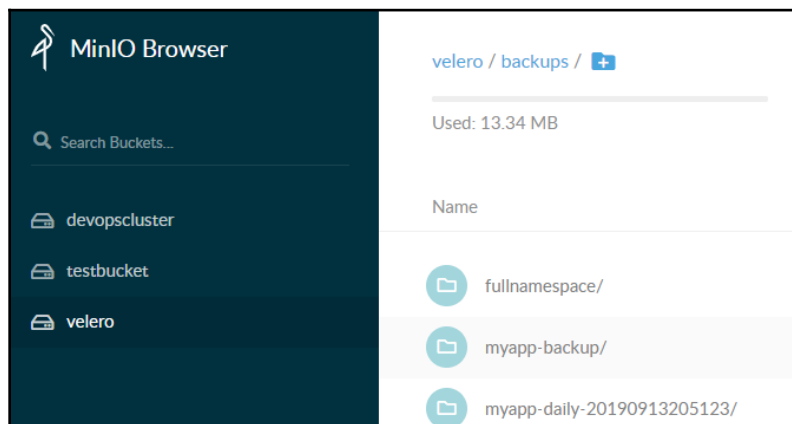 MinIO Browser
Search Buckets...
devopscluster
testbucket
velero
velero / backups /
Used: 13.34 MB
Name
fullnamespace/
myapp-backup/
myapp-daily-20190913205123/